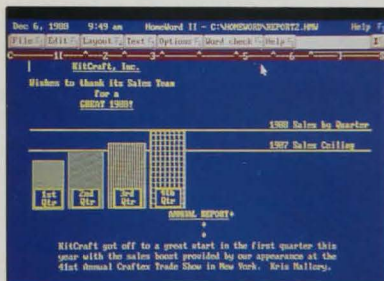 Dec 6, 1988 9:49 am HomeWord II - C:\HOMEWORD\REPORT2.HMW Help
File Edit Layout Text Options Word check Help
KitCraft, Inc.
Wishes to thank its Sales Team
for a
GREAT 1988!
1988 Sales by Quarter
1987 Sales Ceiling
1st 2nd 3rd 4th
Qtr Qtr Qtr Qtr
ANNUAL REPORT
KitCraft got off to a great start in the first quarter this
year with the sales boost provided by our appearance at the
41st Annual Craftex Trade Show in New York. Kris Mallory,